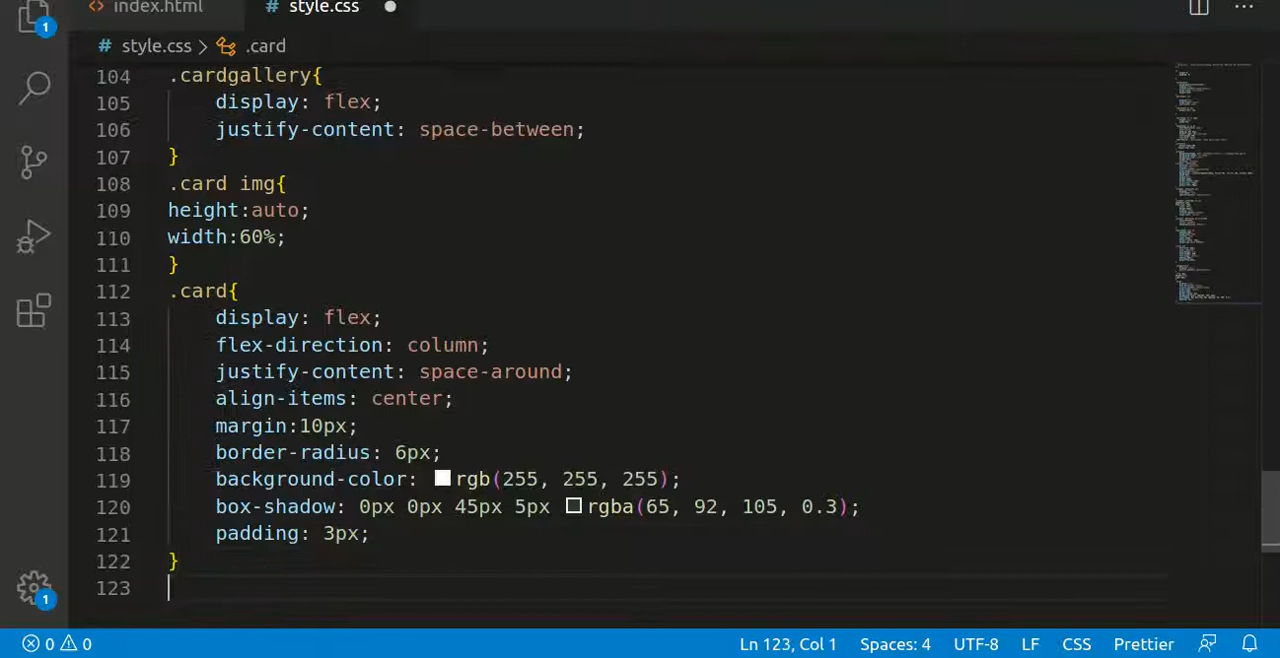 index.html
style.css
1
style.css > .card
104 .cardgallery{
105 display: flex;
106 justify-content: space-between;
107 }
108 .card img{
109 height:auto;
110 width:60%;
111 }
112 .card{
113 display: flex;
114 flex-direction: column;
115 justify-content: space-around;
116 align-items: center;
117 margin:10px;
118 border-radius: 6px;
119 background-color: rgb(255, 255, 255);
120 box-shadow: 0px 0px 45px 5px rgba(65, 92, 105, 0.3);
121 padding: 3px;
122 }
123
1
0 0 Ln 123, Col 1 Spaces: 4 UTF-8 LF CSS Prettier